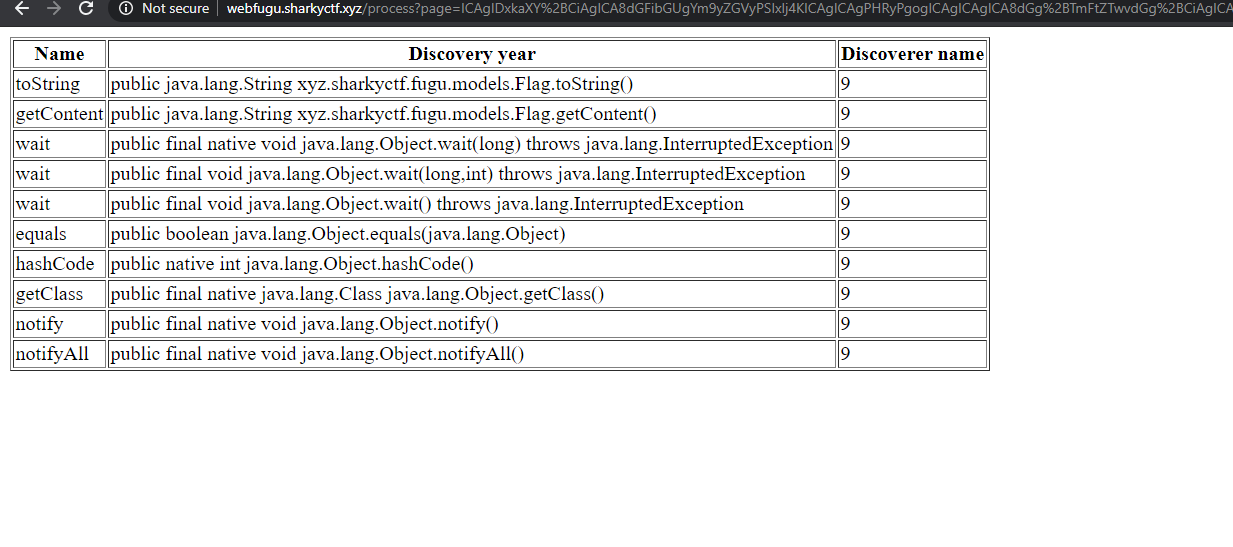 Not secure | webfugu.sharkyctf.xyz/process?page=ICAgIDxkaXY%2BCiAgICA8dGFibGUgYm9yZGVyPSIxIj4KICAgICAgPHRyPgogICAgICAgICA8dGg%2BTmFtZTwvdGg%2BCiAgICA
Name Discovery year Discoverer name
toString public java.lang.String xyz.sharkyctf.fugu.models.Flag.toString() 9
getContent public java.lang.String xyz.sharkyctf.fugu.models.Flag.getContent() 9
wait public final native void java.lang.Object.wait(long) throws java.lang.InterruptedException 9
wait public final void java.lang.Object.wait(long,int) throws java.lang.InterruptedException 9
wait public final void java.lang.Object.wait() throws java.lang.InterruptedException 9
equals public boolean java.lang.Object.equals(java.lang.Object) 9
hashCode public native int java.lang.Object.hashCode() 9
getClass public final native java.lang.Class java.lang.Object.getClass() 9
notify public final native void java.lang.Object.notify() 9
notifyAll public final native void java.lang.Object.notifyAll() 9